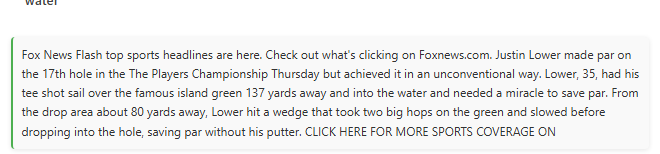 water
Fox News Flash top sports headlines are here. Check out what's clicking on Foxnews.com. Justin Lower made par on
the 17th hole in the The Players Championship Thursday but achieved it in an unconventional way. Lower, 35, had his
tee shot sail over the famous island green 137 yards away and into the water and needed a miracle to save par. From
the drop area about 80 yards away, Lower hit a wedge that took two big hops on the green and slowed before
dropping into the hole, saving par without his putter. CLICK HERE FOR MORE SPORTS COVERAGE ON